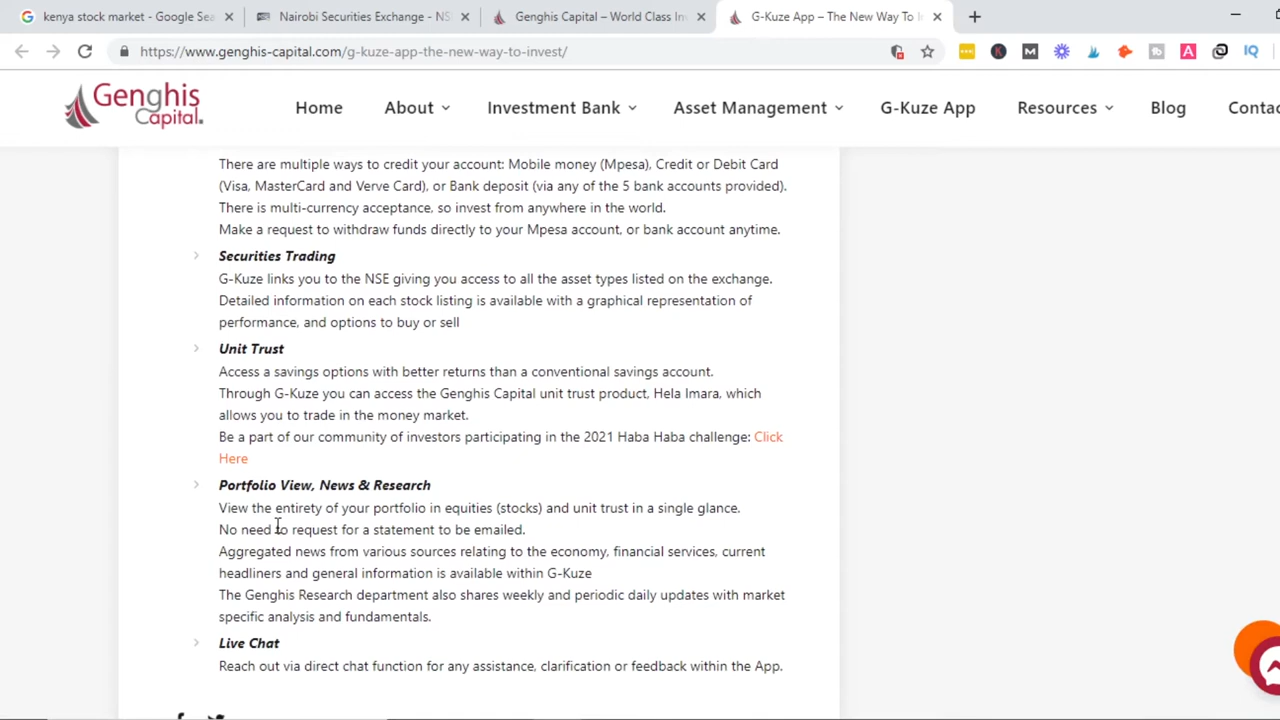 kenya stock market - Google Sea
Nairobi Securities Exchange - NS
Genghis Capital – World Class In
G-Kuze App – The New Way To I
https://www.genghis-capital.com/g-kuze-app-the-new-way-to-invest/
Genghis Capital
Home
About
Investment Bank
Asset Management
G-Kuze App
Resources
Blog
Contac
There are multiple ways to credit your account: Mobile money (Mpesa), Credit or Debit Card
(Visa, MasterCard and Verve Card), or Bank deposit (via any of the 5 bank accounts provided).
There is multi-currency acceptance, so invest from anywhere in the world.
Make a request to withdraw funds directly to your Mpesa account, or bank account anytime.
Securities Trading
G-Kuze links you to the NSE giving you access to all the asset types listed on the exchange.
Detailed information on each stock listing is available with a graphical representation of
performance, and options to buy or sell
Unit Trust
Access a savings options with better returns than a conventional savings account.
Through G-Kuze you can access the Genghis Capital unit trust product, Hela Imara, which
allows you to trade in the money market.
Be a part of our community of investors participating in the 2021 Haba Haba challenge: Click
Here
Portfolio View, News & Research
View the entirety of your portfolio in equities (stocks) and unit trust in a single glance.
No need to request for a statement to be emailed.
Aggregated news from various sources relating to the economy, financial services, current
headliners and general information is available within G-Kuze
The Genghis Research department also shares weekly and periodic daily updates with market
specific analysis and fundamentals.
Live Chat
Reach out via direct chat function for any assistance, clarification or feedback within the App.